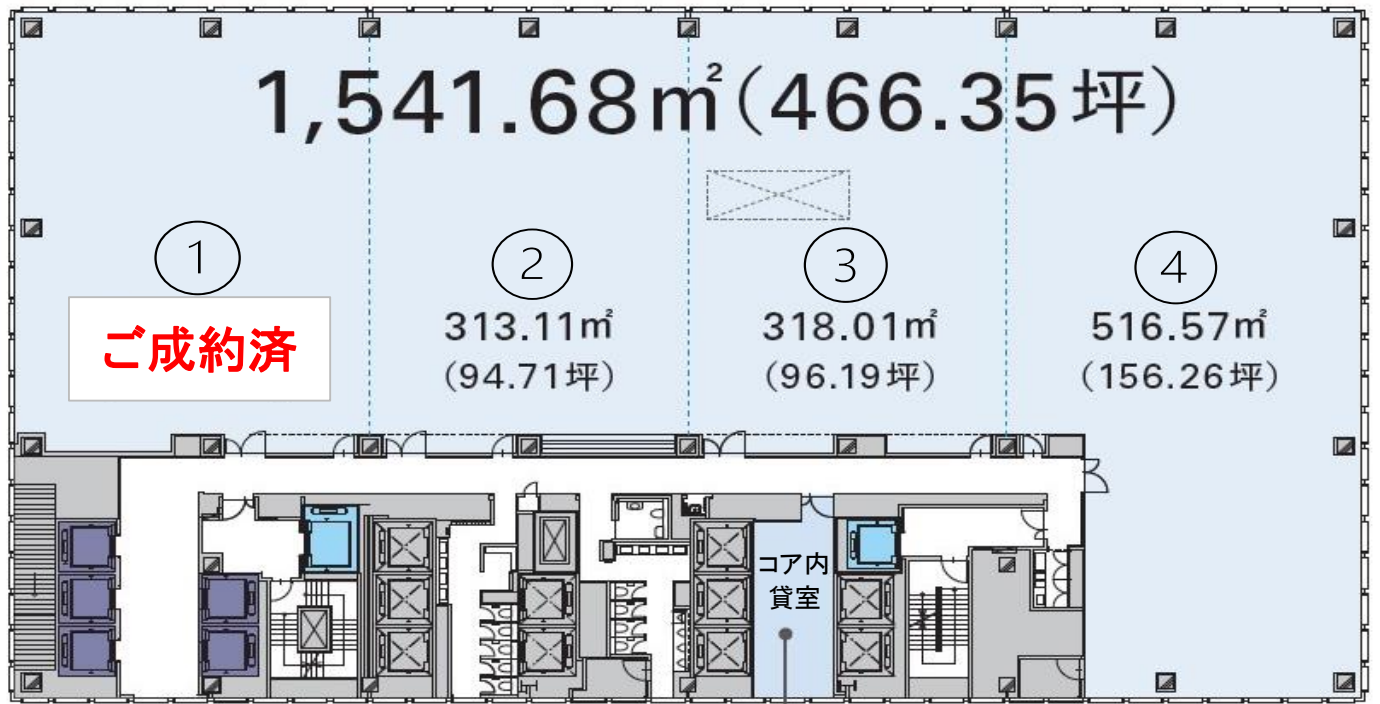 1,541.68㎡(466.35坪)
1
2
3
4
ご成約済
313.11㎡
(94.71坪)
318.01㎡
(96.19坪)
516.57㎡
(156.26坪)
コア内
貸室